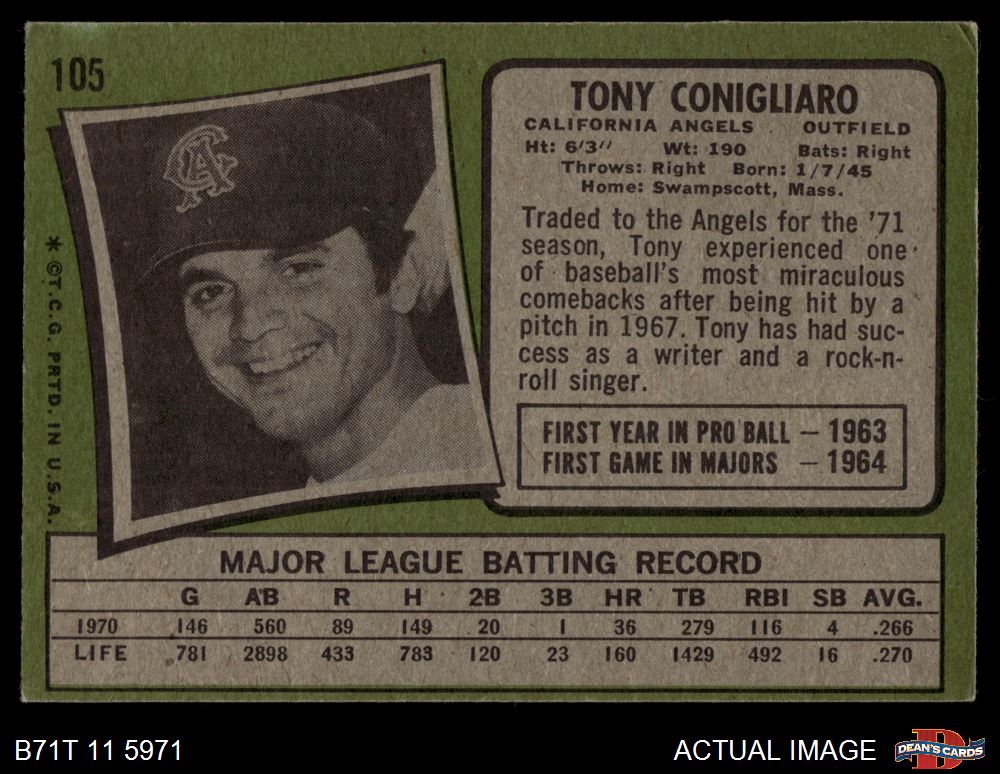 105
CA
TONY CONIGLIARO
CALIFORNIA ANGELS OUTFIELD
Ht: 6'3" Wt: 190 Bats: Right
Throws: Right Born: 1/7/45
Home: Swampscott, Mass.
Traded to the Angels for the '71
season, Tony experienced one
of baseball's most miraculous
comebacks after being hit by a
pitch in 1967. Tony has had suc-
cess as a writer and a rock-n-
roll singer.
FIRST YEAR IN PRO BALL – 1963
FIRST GAME IN MAJORS – 1964
* ©T.C.G. PRTD. IN U.S.A.
MAJOR LEAGUE BATTING RECORD
G AB R H 2B 3B HR TB RBI SB AVG.
1970 146 560 89 149 20 1 36 279 116 4 .266
LIFE 781 2898 433 783 120 23 160 1429 492 16 .270
B71T 11 5971
ACTUAL IMAGE
D
DEAN'S CARDS